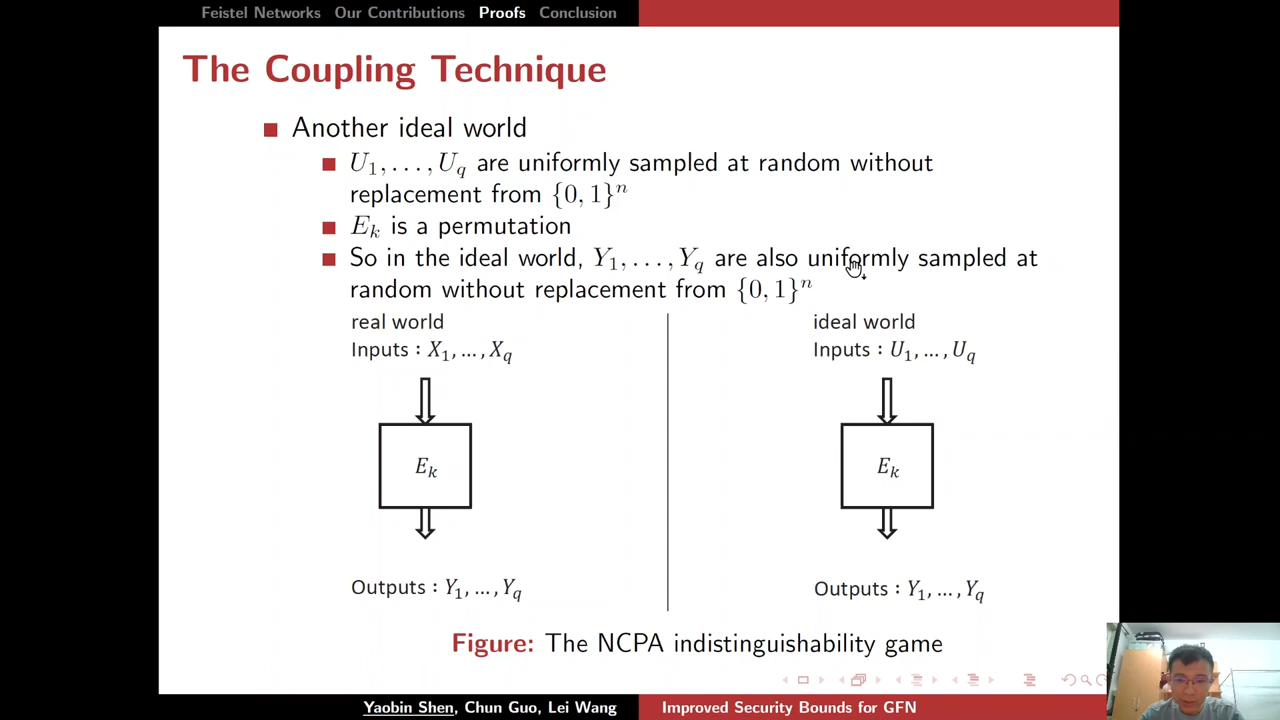 Feistel Networks Our Contributions Proofs Conclusion
The Coupling Technique
Another ideal world
U₁, . . . , U_q are uniformly sampled at random without
replacement from {0, 1}ⁿ
E_k is a permutation
So in the ideal world, Y₁, . . . , Y_q are also uniformly sampled at
random without replacement from {0, 1}ⁿ
real world
Inputs : X₁, ... , X_q
E_k
Outputs : Y₁, ... , Y_q
ideal world
Inputs : U₁, ... , U_q
E_k
Outputs : Y₁, ... , Y_q
Figure: The NCPA indistinguishability game
Yaobin Shen, Chun Guo, Lei Wang
Improved Security Bounds for GFN